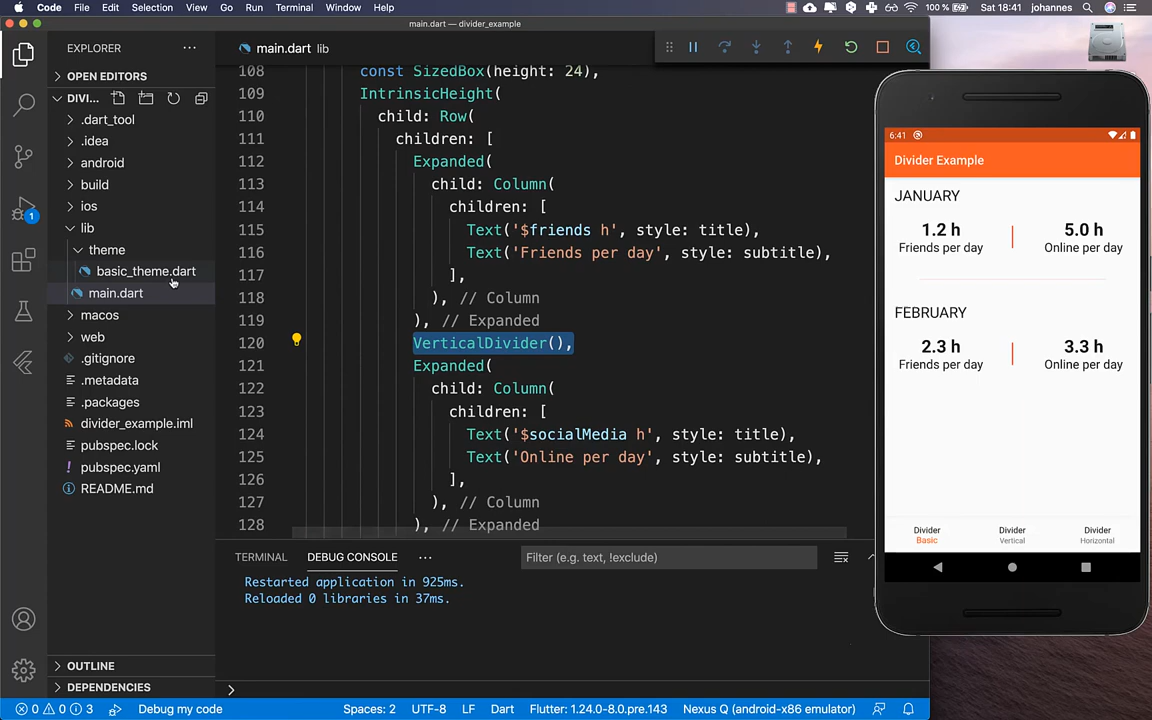 Code File Edit Selection View Go Run Terminal Window Help 100 % Sat 18:41 johannes
main.dart — divider_example
EXPLORER
OPEN EDITORS
DIVI...
.dart_tool
.idea
android
build
ios
lib
theme
basic_theme.dart
main.dart
macos
web
.gitignore
.metadata
.packages
divider_example.iml
pubspec.lock
pubspec.yaml
README.md
OUTLINE
DEPENDENCIES
main.dart lib
108 const SizedBox(height: 24),
109 IntrinsicHeight(
110 child: Row(
111 children: [
112 Expanded(
113 child: Column(
114 children: [
115 Text('$friends h', style: title),
116 Text('Friends per day', style: subtitle),
117 ],
118 ), // Column
119 ), // Expanded
120 VerticalDivider(),
121 Expanded(
122 child: Column(
123 children: [
124 Text('$socialMedia h', style: title),
125 Text('Online per day', style: subtitle),
126 ],
127 ), // Column
128 ), // Expanded
TERMINAL DEBUG CONSOLE ... Filter (e.g. text, !exclude)
Restarted application in 925ms.
Reloaded 0 libraries in 37ms.
6:41
Divider Example
JANUARY
1.2 h 5.0 h
Friends per day Online per day
FEBRUARY
2.3 h 3.3 h
Friends per day Online per day
Divider Divider Divider
Basic Vertical Horizontal
1
0 0 3 Debug my code Spaces: 2 UTF-8 LF Dart Flutter: 1.24.0-8.0.pre.143 Nexus Q (android-x86 emulator)